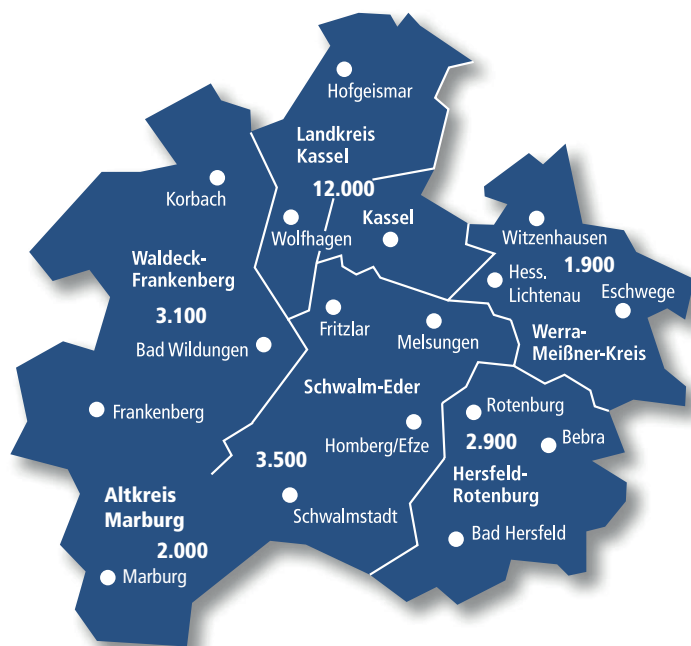 Hofgeismar
Landkreis
Kassel
12.000
Korbach
Wolfhagen
Kassel
Witzenhausen
Waldeck-
Frankenberg
3.100
Hess.
Lichtenau
1.900
Eschwege
Fritzlar
Melsungen
Werra-
Meißner-Kreis
Bad Wildungen
Schwalm-Eder
Frankenberg
Homberg/Efze
Rotenburg
2.900
Bebra
3.500
Hersfeld-
Rotenburg
Altkreis
Marburg
2.000
Schwalmstadt
Bad Hersfeld
Marburg